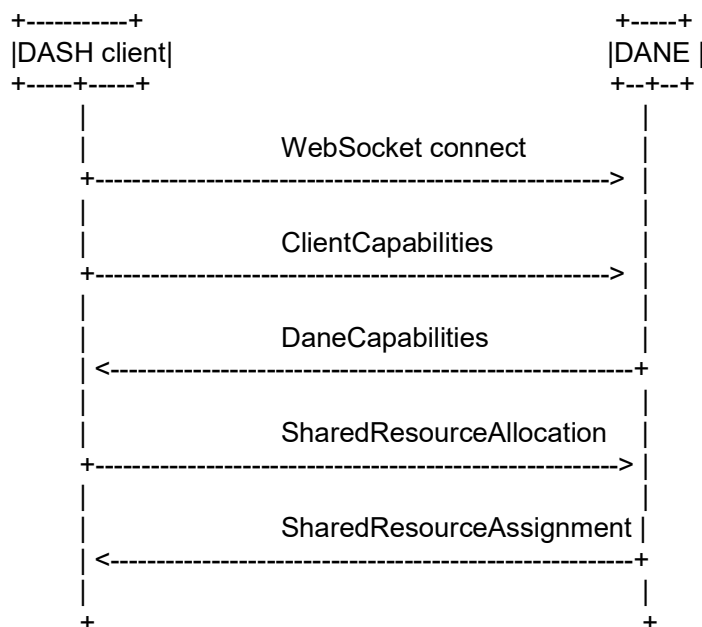 +-----------+ +-----+
|DASH client| |DANE |
+-----+-----+ +--+--+
| |
| WebSocket connect |
+--------------------------------------------------------> |
| |
| ClientCapabilities |
+--------------------------------------------------------> |
| |
| DaneCapabilities |
| <---------------------------------------------------------+
| |
| SharedResourceAllocation |
+---------------------------------------------------------> |
| |
| SharedResourceAssignment |
| <---------------------------------------------------------+
| |
+ +